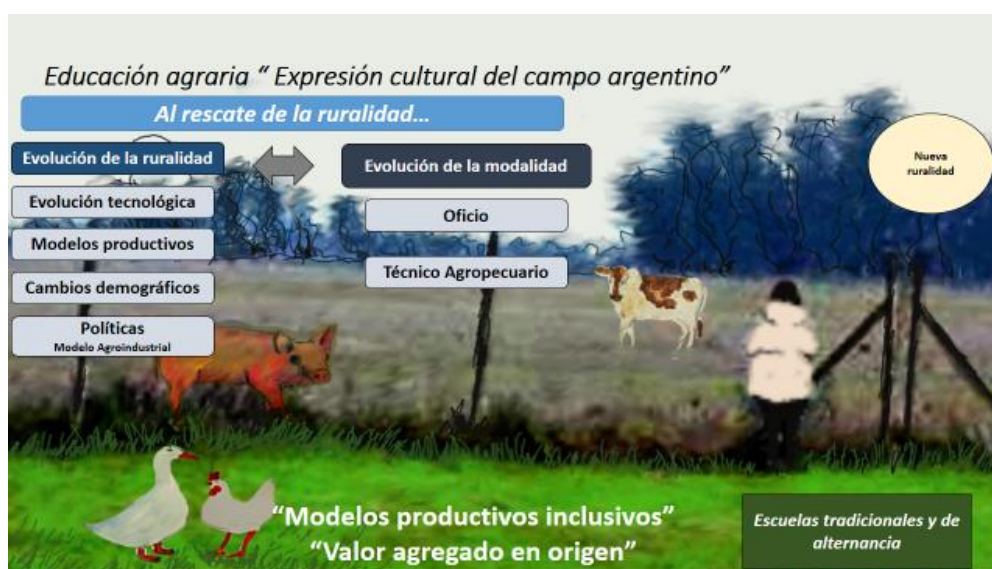 Educación agraria “ Expresión cultural del campo argentino”
Al rescate de la ruralidad...
Evolución de la ruralidad
Evolución tecnológica
Modelos productivos
Cambios demográficos
Políticas
Modelo Agroindustrial
Evolución de la modalidad
Oficio
Técnico Agropecuario
Nueva
ruralidad
“Modelos productivos inclusivos”
“Valor agregado en origen”
Escuelas tradicionales y de
alternancia